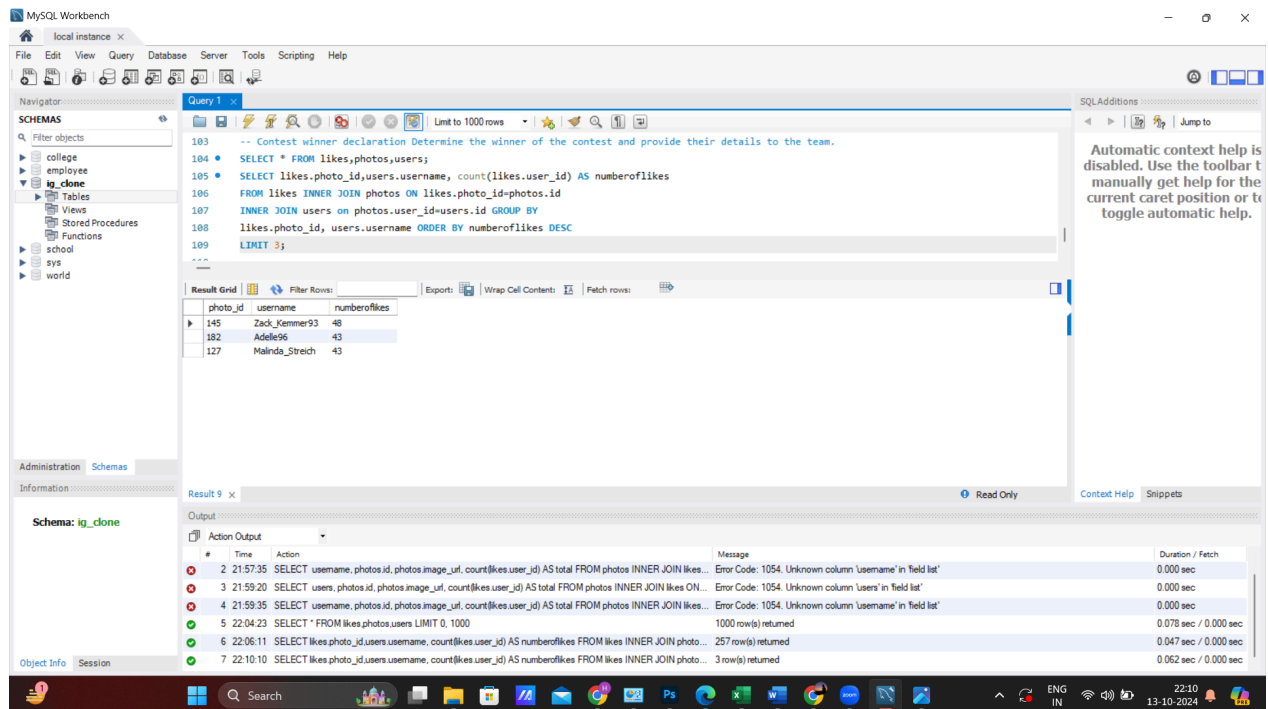 MySQL Workbench
local instance ×
File Edit View Query Database Server Tools Scripting Help
Navigator
SCHEMAS
Filter objects
college
employee
ig_clone
Tables
Views
Stored Procedures
Functions
school
sys
world
Administration Schemas
Information
Schema: ig_clone
Object Info Session
Query 1 ×
Limit to 1000 rows
103 -- Contest winner declaration Determine the winner of the contest and provide their details to the team.
104 SELECT * FROM likes,photos,users;
105 SELECT likes.photo_id,users.username, count(likes.user_id) AS numberoflikes
106 FROM likes INNER JOIN photos ON likes.photo_id=photos.id
107 INNER JOIN users on photos.user_id=users.id GROUP BY
108 likes.photo_id, users.username ORDER BY numberoflikes DESC
109 LIMIT 3;
Result Grid Filter Rows: Export: Wrap Cell Content: Fetch rows:
photo_id username numberoflikes
145 Zack_Kemmer93 48
182 Adelle96 43
127 Malinda_Streich 43
Result 9 × Read Only
SQLAdditions
Jump to
Automatic context help is
disabled. Use the toolbar t
manually get help for the
current caret position or to
toggle automatic help.
Context Help Snippets
Output
Action Output
# Time Action Message Duration / Fetch
2 21:57:35 SELECT username, photos.id, photos.image_url, count(likes.user_id) AS total FROM photos INNER JOIN likes... Error Code: 1054. Unknown column 'username' in 'field list' 0.000 sec
3 21:59:20 SELECT users, photos.id, photos.image_url, count(likes.user_id) AS total FROM photos INNER JOIN likes ON... Error Code: 1054. Unknown column 'users' in 'field list' 0.000 sec
4 21:59:35 SELECT username, photos.id, photos.image_url, count(likes.user_id) AS total FROM photos INNER JOIN likes... Error Code: 1054. Unknown column 'username' in 'field list' 0.000 sec
5 22:04:23 SELECT * FROM likes,photos,users LIMIT 0, 1000 1000 row(s) returned 0.078 sec / 0.000 sec
6 22:06:11 SELECT likes.photo_id,users.username, count(likes.user_id) AS numberoflikes FROM likes INNER JOIN photo... 257 row(s) returned 0.047 sec / 0.000 sec
7 22:10:10 SELECT likes.photo_id,users.username, count(likes.user_id) AS numberoflikes FROM likes INNER JOIN photo... 3 row(s) returned 0.062 sec / 0.000 sec
1
Search
Ps
zoom
PRE
ENG
IN
22:10
13-10-2024